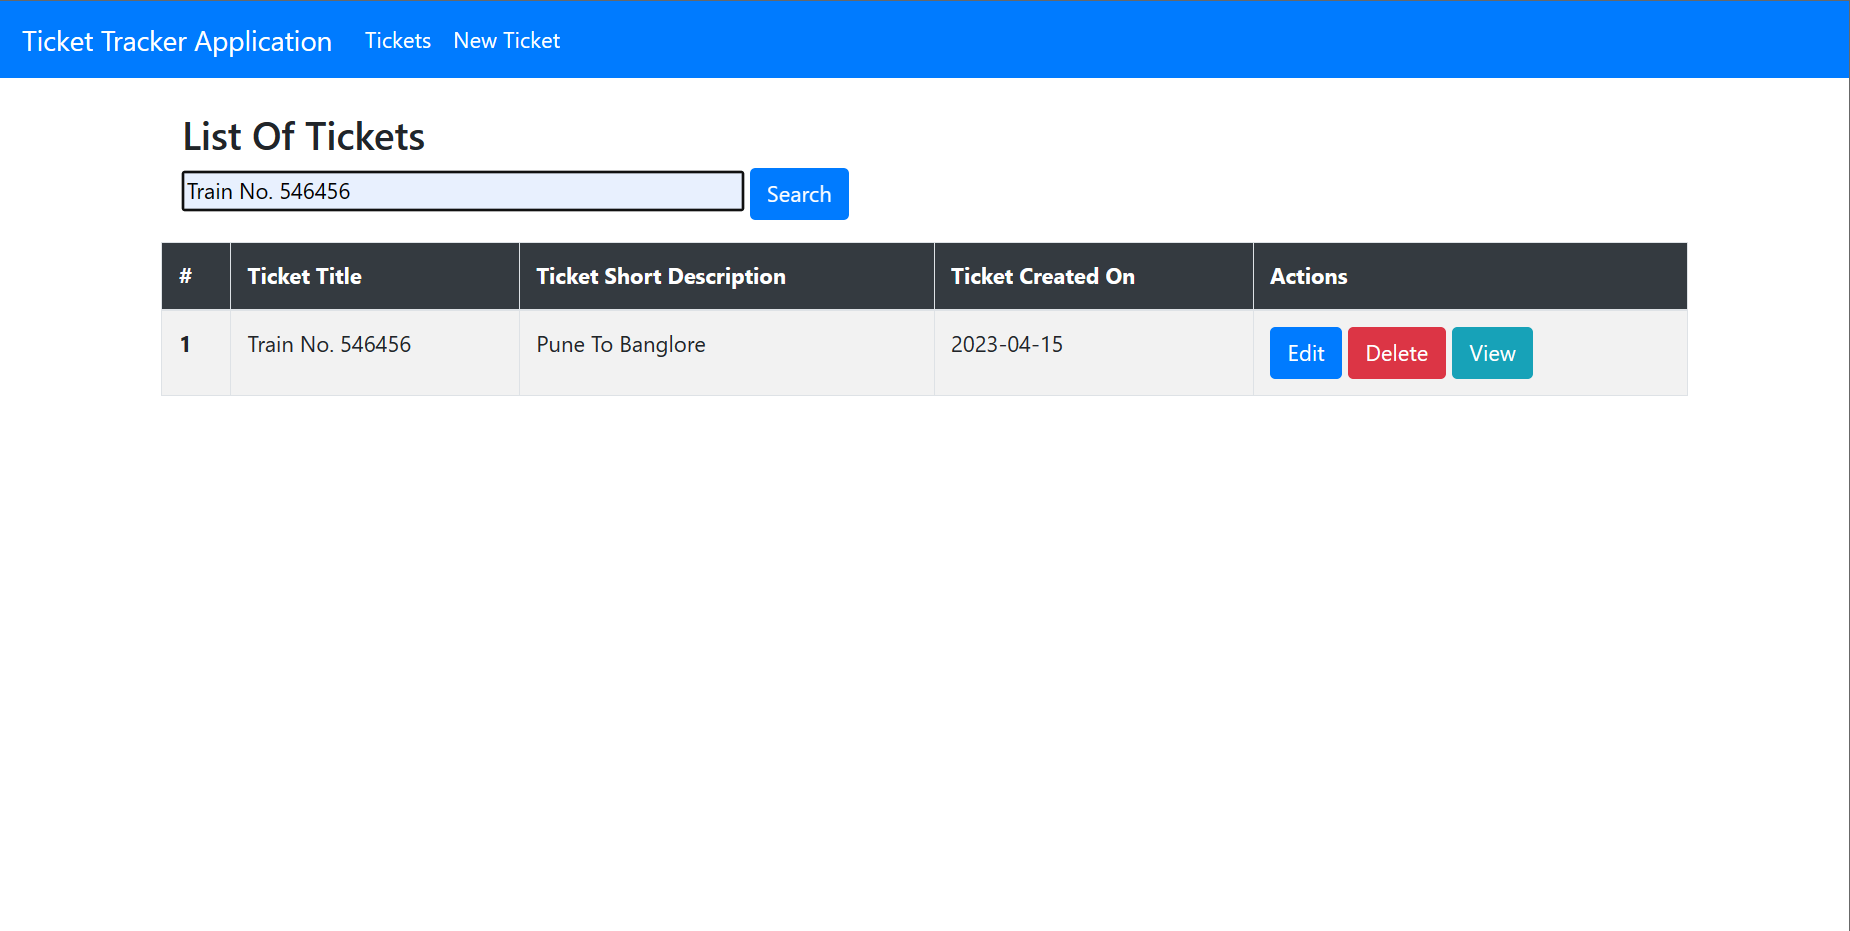 Ticket Tracker Application Tickets New Ticket
List Of Tickets
Train No. 546456 Search
# Ticket Title Ticket Short Description Ticket Created On Actions
1 Train No. 546456 Pune To Banglore 2023-04-15 Edit Delete View